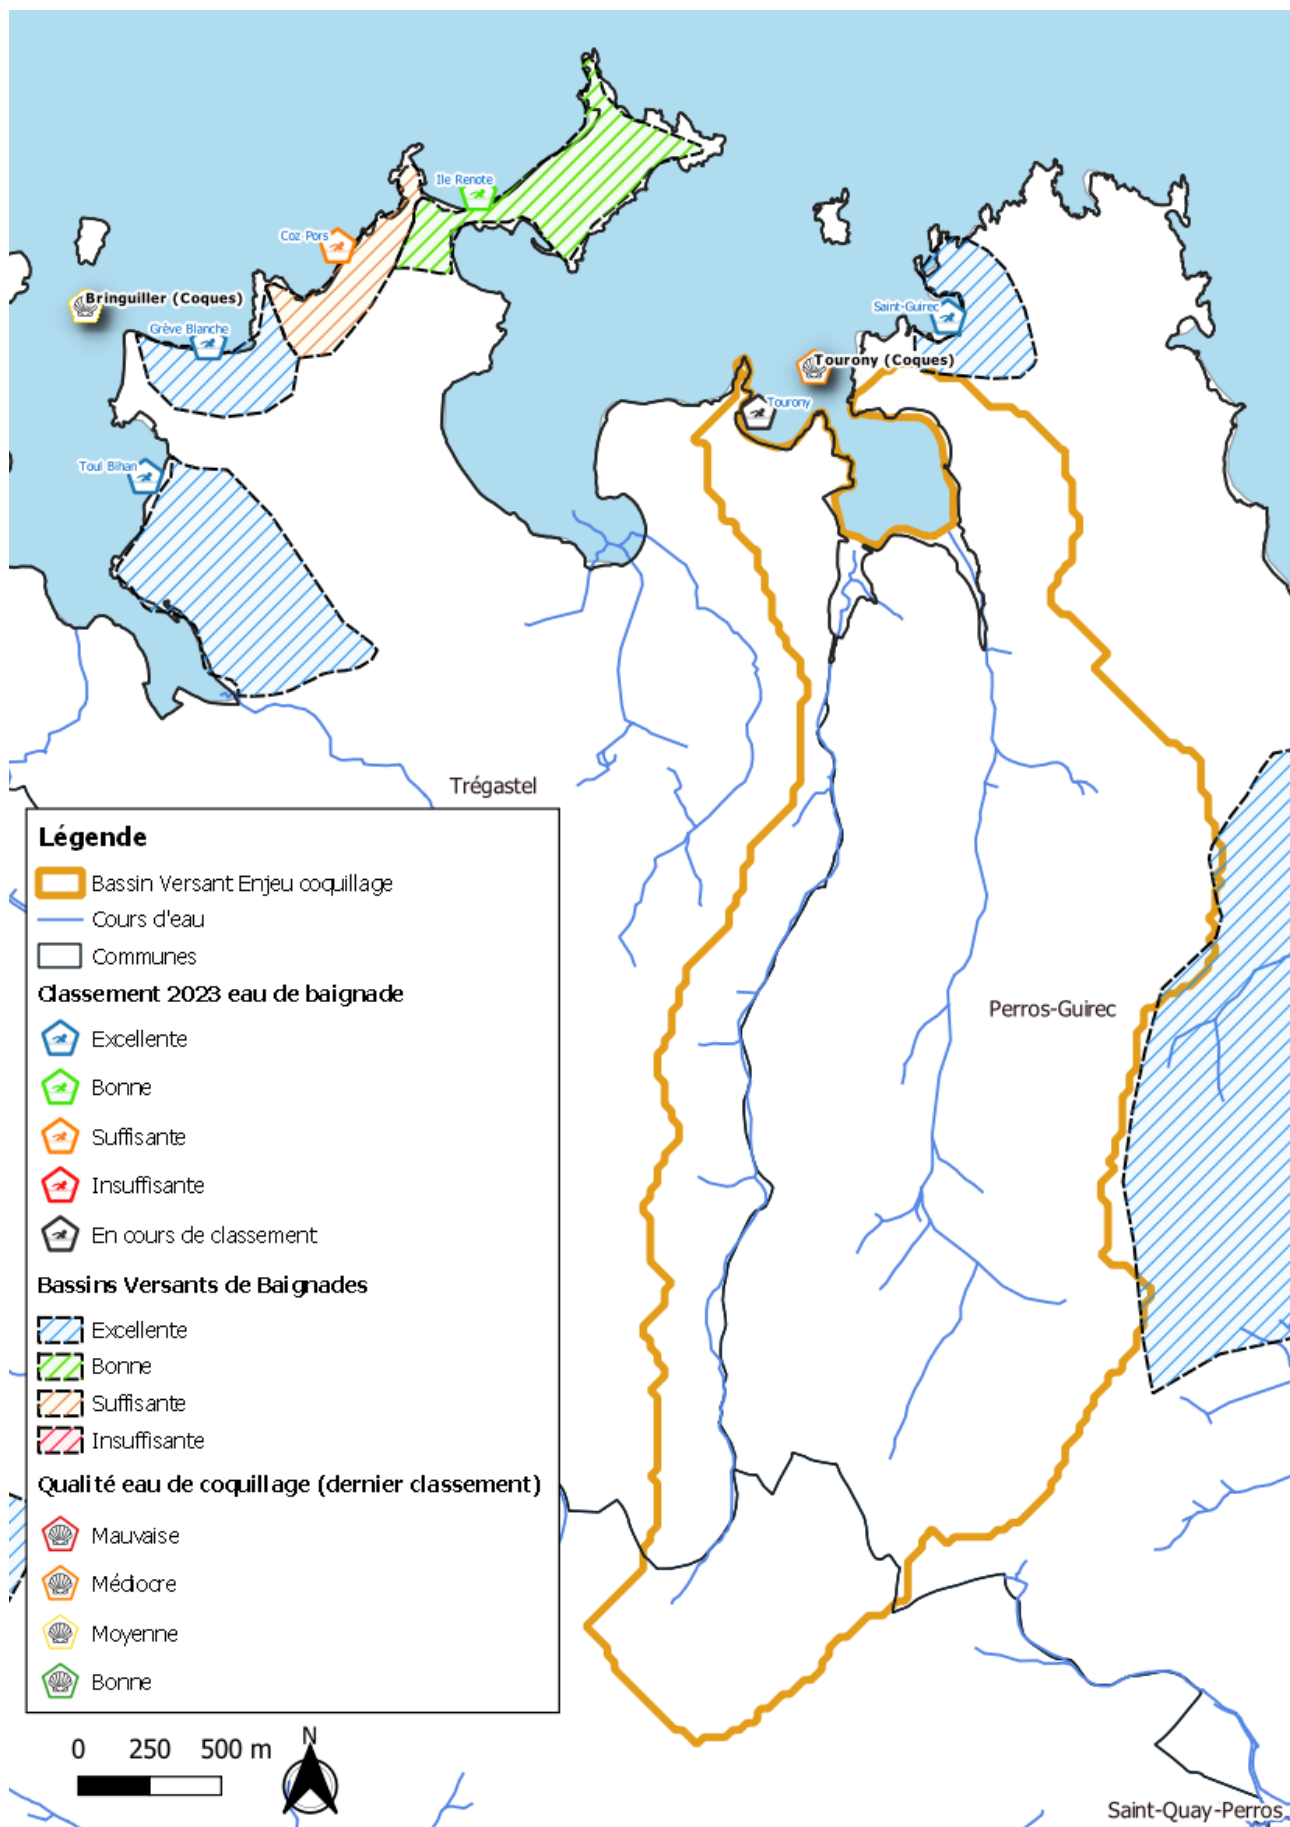 Ile Renote
Coz Pors
Bringuiller (Coques)
Grève Blanche
Saint-Guirec
Tourony (Coques)
Tourony
Toul Bihan
Trégastel
Légende
Bassin Versant Enjeu coquillage
Cours d'eau
Communes
Classement 2023 eau de baignade
Excellente
Bonne
Suffisante
Insuffisante
En cours de classement
Bassins Versants de Baignades
Excellente
Bonne
Suffisante
Insuffisante
Qualité eau de coquillage (dernier classement)
Mauvaise
Médiocre
Moyenne
Bonne
Perros-Guirec
0 250 500 m
N
Saint-Quay-Perros